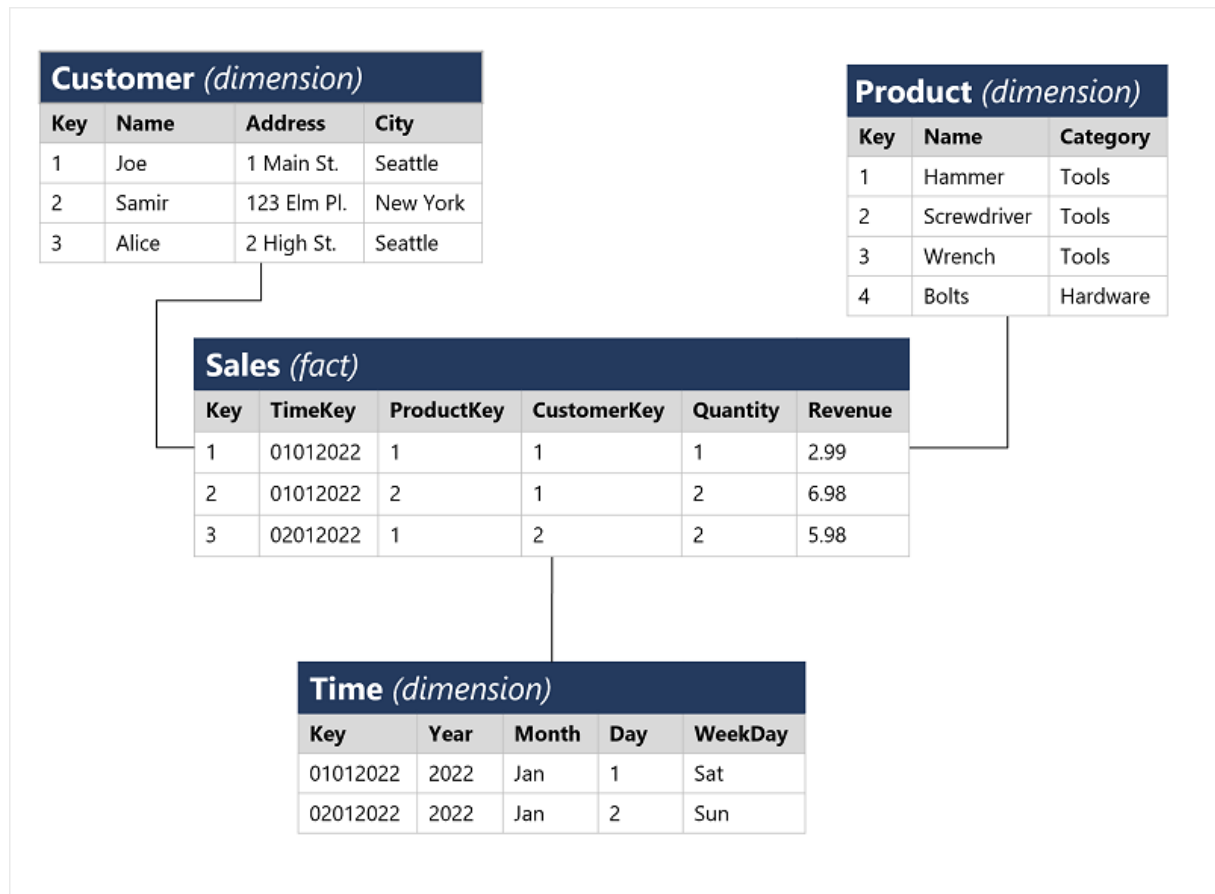 Customer (dimension)
Key Name Address City
1 Joe 1 Main St. Seattle
2 Samir 123 Elm Pl. New York
3 Alice 2 High St. Seattle
Product (dimension)
Key Name Category
1 Hammer Tools
2 Screwdriver Tools
3 Wrench Tools
4 Bolts Hardware
Sales (fact)
Key TimeKey ProductKey CustomerKey Quantity Revenue
1 01012022 1 1 1 2.99
2 01012022 2 1 2 6.98
3 02012022 1 2 2 5.98
Time (dimension)
Key Year Month Day WeekDay
01012022 2022 Jan 1 Sat
02012022 2022 Jan 2 Sun